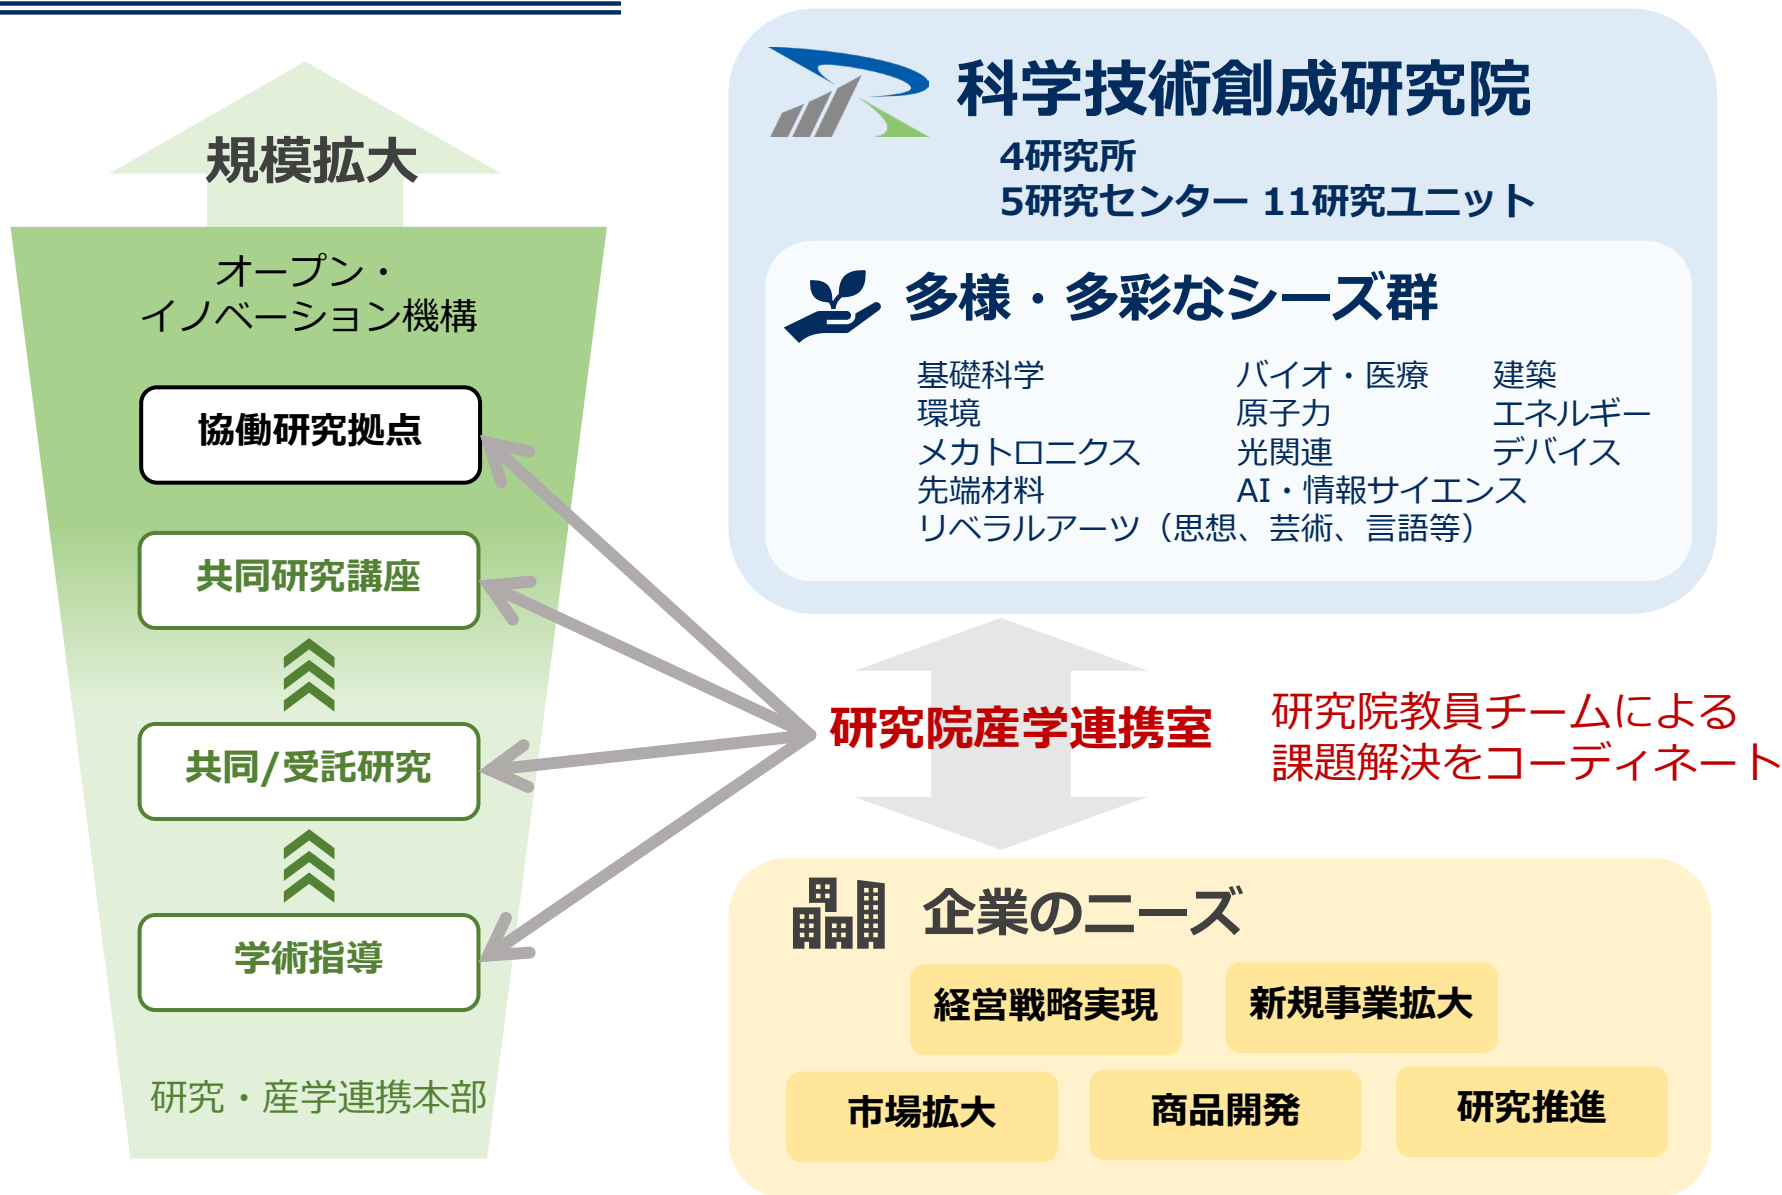 規模拡大
オープン・
イノベーション機構
協働研究拠点
共同研究講座
共同/受託研究
学術指導
研究・産学連携本部
科学技術創成研究院
4研究所
5研究センター 11研究ユニット
多様・多彩なシーズ群
基礎科学 バイオ・医療 建築
環境 原子力 エネルギー
メカトロニクス 光関連 デバイス
先端材料 AI・情報サイエンス
リベラルアーツ（思想、芸術、言語等）
研究院産学連携室
研究院教員チームによる
課題解決をコーディネート
企業のニーズ
経営戦略実現 新規事業拡大
市場拡大 商品開発 研究推進